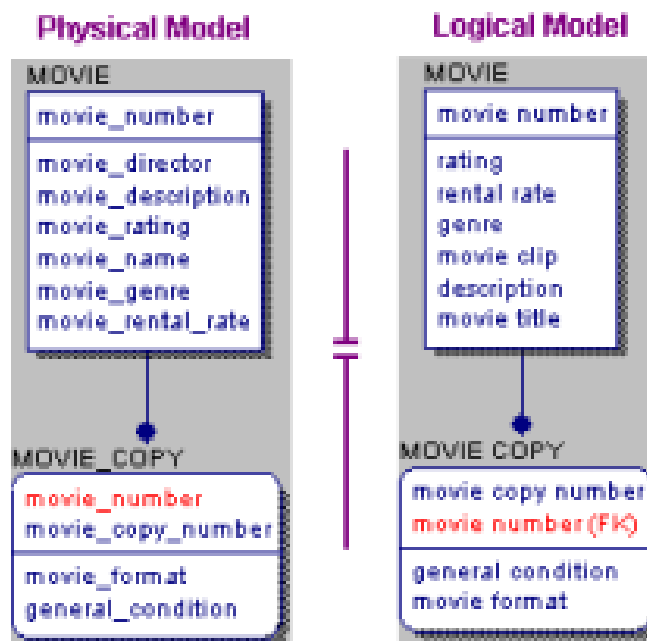 Physical Model
MOVIE
movie_number
movie_director
movie_description
movie_rating
movie_name
movie_genre
movie_rental_rate
MOVIE_COPY
movie_number
movie_copy_number
movie_format
general_condition
Logical Model
MOVIE
movie number
rating
rental rate
genre
movie clip
description
movie title
MOVIE COPY
movie copy number
movie number (FK)
general condition
movie format